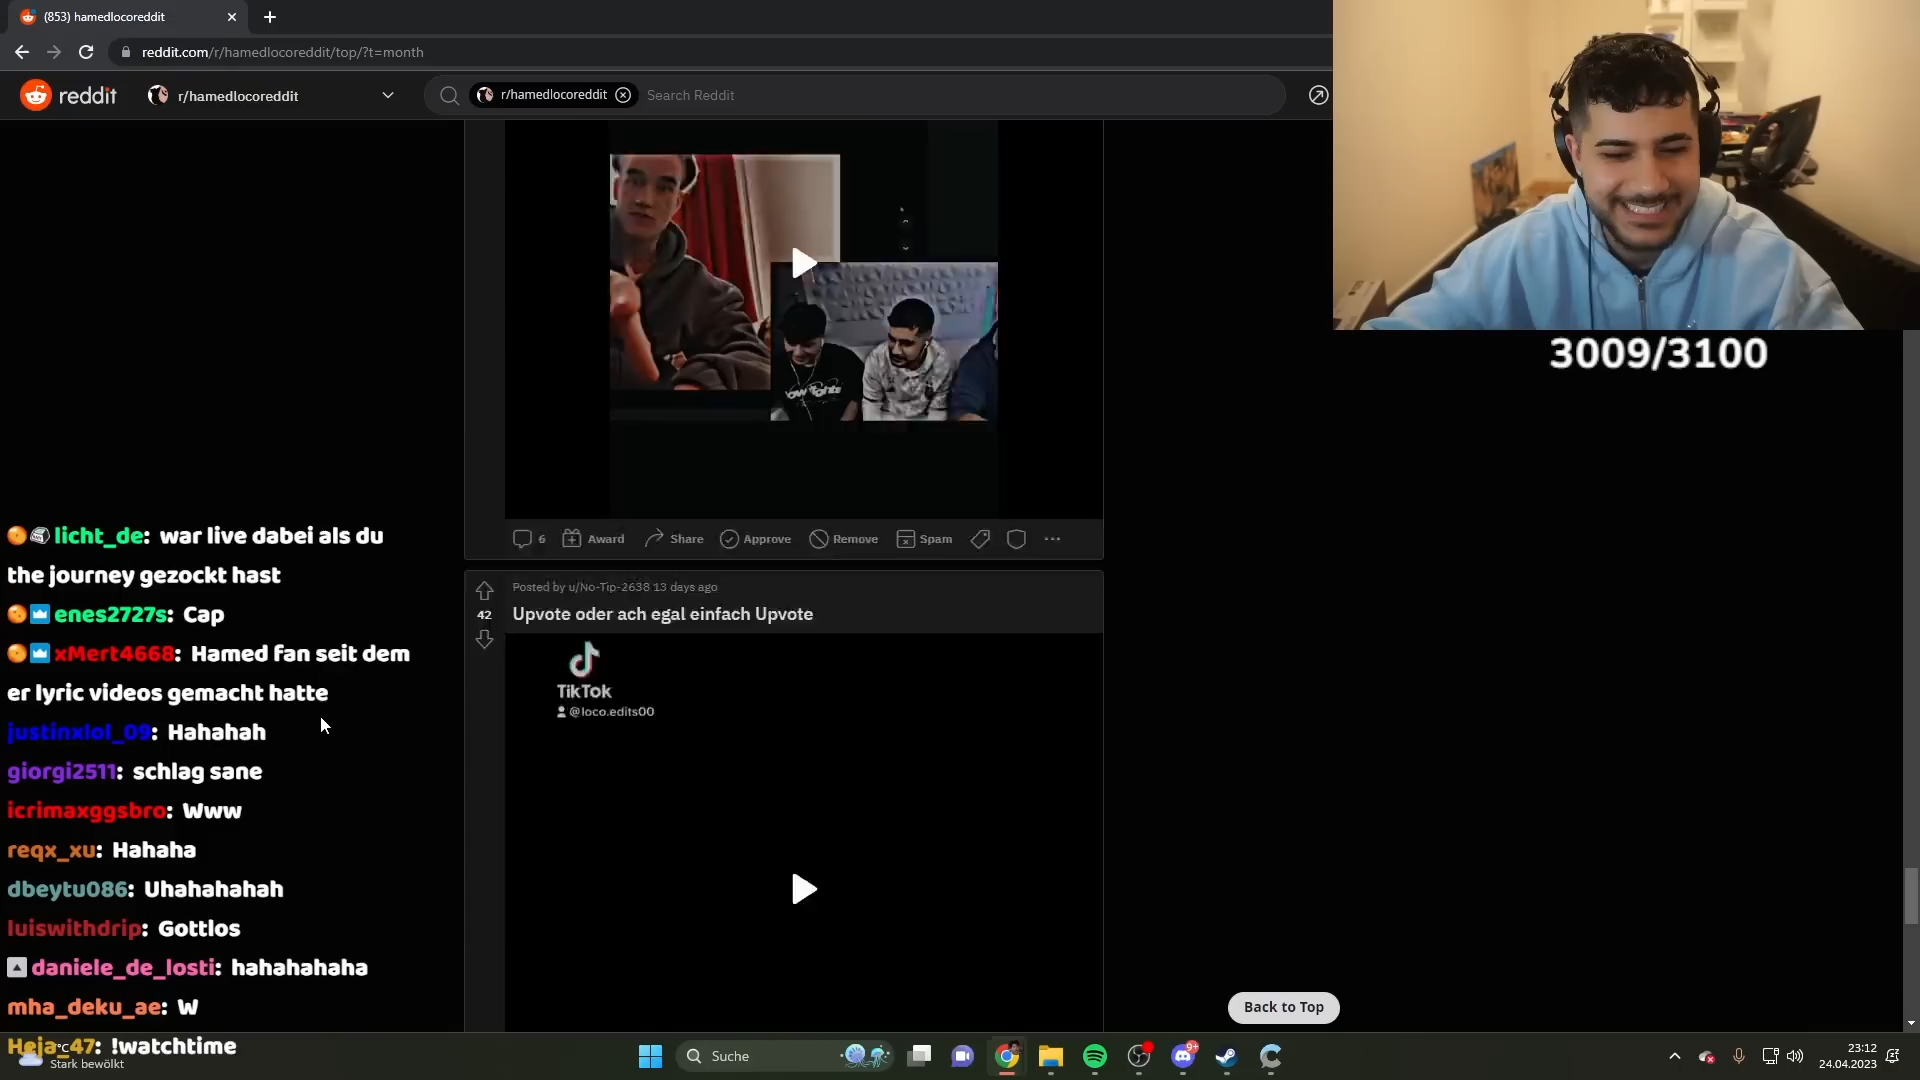 (853) hamedlocoreddit
reddit.com/r/hamedlocoreddit/top/?t=month
reddit
r/hamedlocoreddit
r/hamedlocoreddit
Search Reddit
3009/3100
6 Award Share Approve Remove Spam
Posted by u/No-Tip-2638 13 days ago
42
Upvote oder ach egal einfach Upvote
TikTok
@loco.edits00
licht_de: war live dabei als du
the journey gezockt hast
enes2727s: Cap
xMert4668: Hamed fan seit dem
er lyric videos gemacht hatte
justinxlol_09: Hahahah
giorgi2511: schlag sane
icrimaxggsbro: Www
reqx_xu: Hahaha
dbeytu086: Uhahahahah
luiswithdrip: Gottlos
daniele_de_losti: hahahahaha
mha_deku_ae: W
Heja_47: !watchtime
Back to Top
°C
Stark bewölkt
Suche
9+
23:12
24.04.2023